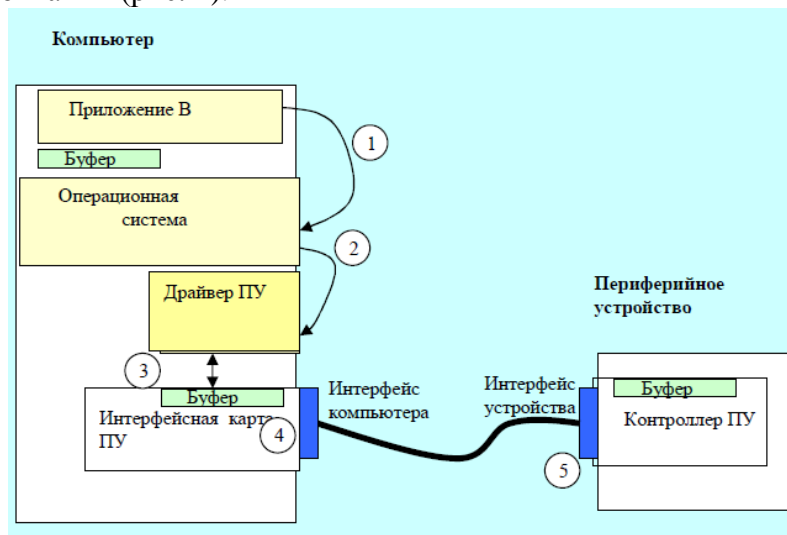 Компьютер
Приложение В
1
Буфер
Операционная
система
2
Драйвер ПУ
Периферийное
устройство
3
Буфер
Интерфейсная карта
ПУ
4
Интерфейс
компьютера
Интерфейс
устройства
Буфер
Контроллер ПУ
5